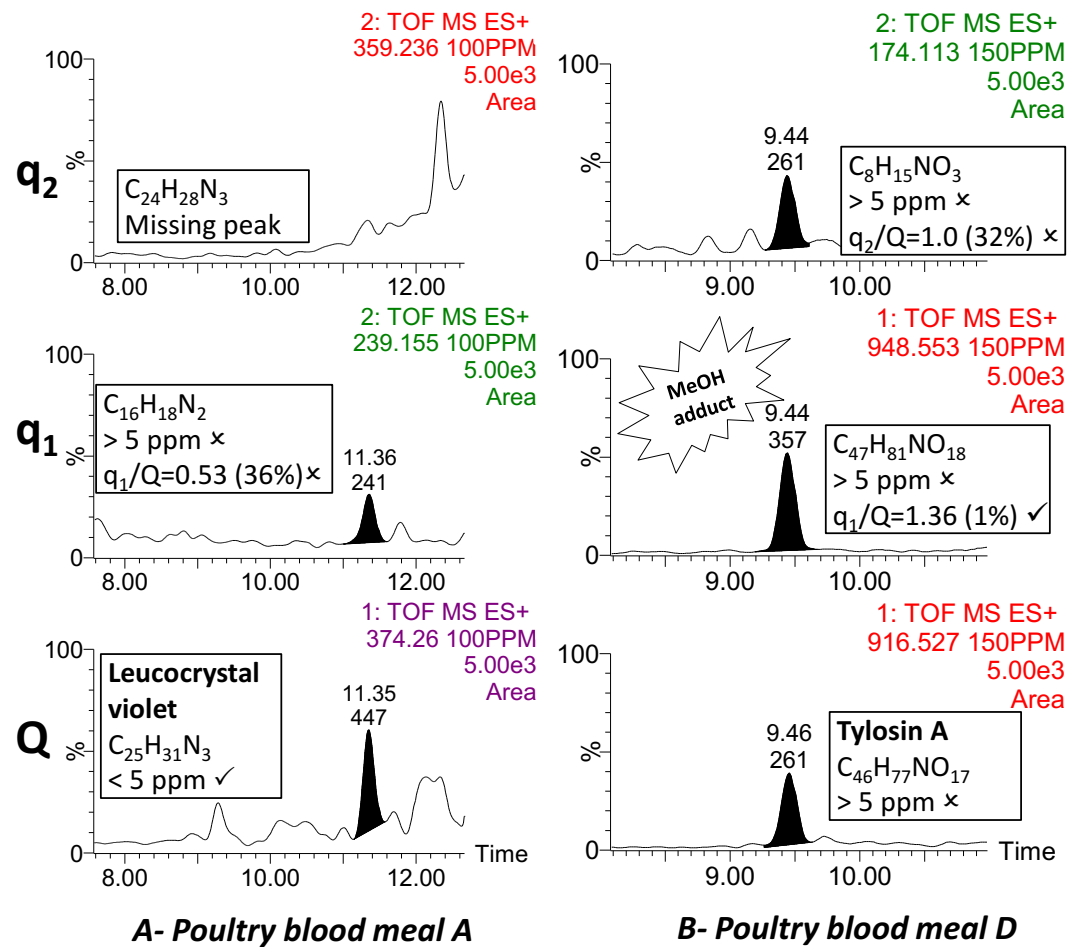 2: TOF MS ES+
359.236 100PPM
5.00e3
Area
100
%
0
q₂
C₂₄H₂₈N₃
Missing peak
8.00 10.00 12.00
2: TOF MS ES+
174.113 150PPM
5.00e3
Area
100
%
0
9.44
261
C₈H₁₅NO₃
> 5 ppm ×
q₂/Q=1.0 (32%) ×
9.00 10.00
2: TOF MS ES+
239.155 100PPM
5.00e3
Area
100
%
0
q₁
C₁₆H₁₈N₂
> 5 ppm ×
q₁/Q=0.53 (36%)×
11.36
241
8.00 10.00 12.00
1: TOF MS ES+
948.553 150PPM
5.00e3
Area
100
%
0
MeOH
adduct
9.44
357
C₄₇H₈₁NO₁₈
> 5 ppm ×
q₁/Q=1.36 (1%) ✓
9.00 10.00
1: TOF MS ES+
374.26 100PPM
5.00e3
Area
100
%
0
Q
Leucocrystal
violet
C₂₅H₃₁N₃
< 5 ppm ✓
11.35
447
Time
8.00 10.00 12.00
1: TOF MS ES+
916.527 150PPM
5.00e3
Area
100
%
0
9.46
261
Tylosin A
C₄₆H₇₇NO₁₇
> 5 ppm ×
Time
9.00 10.00
A- Poultry blood meal A
B- Poultry blood meal D